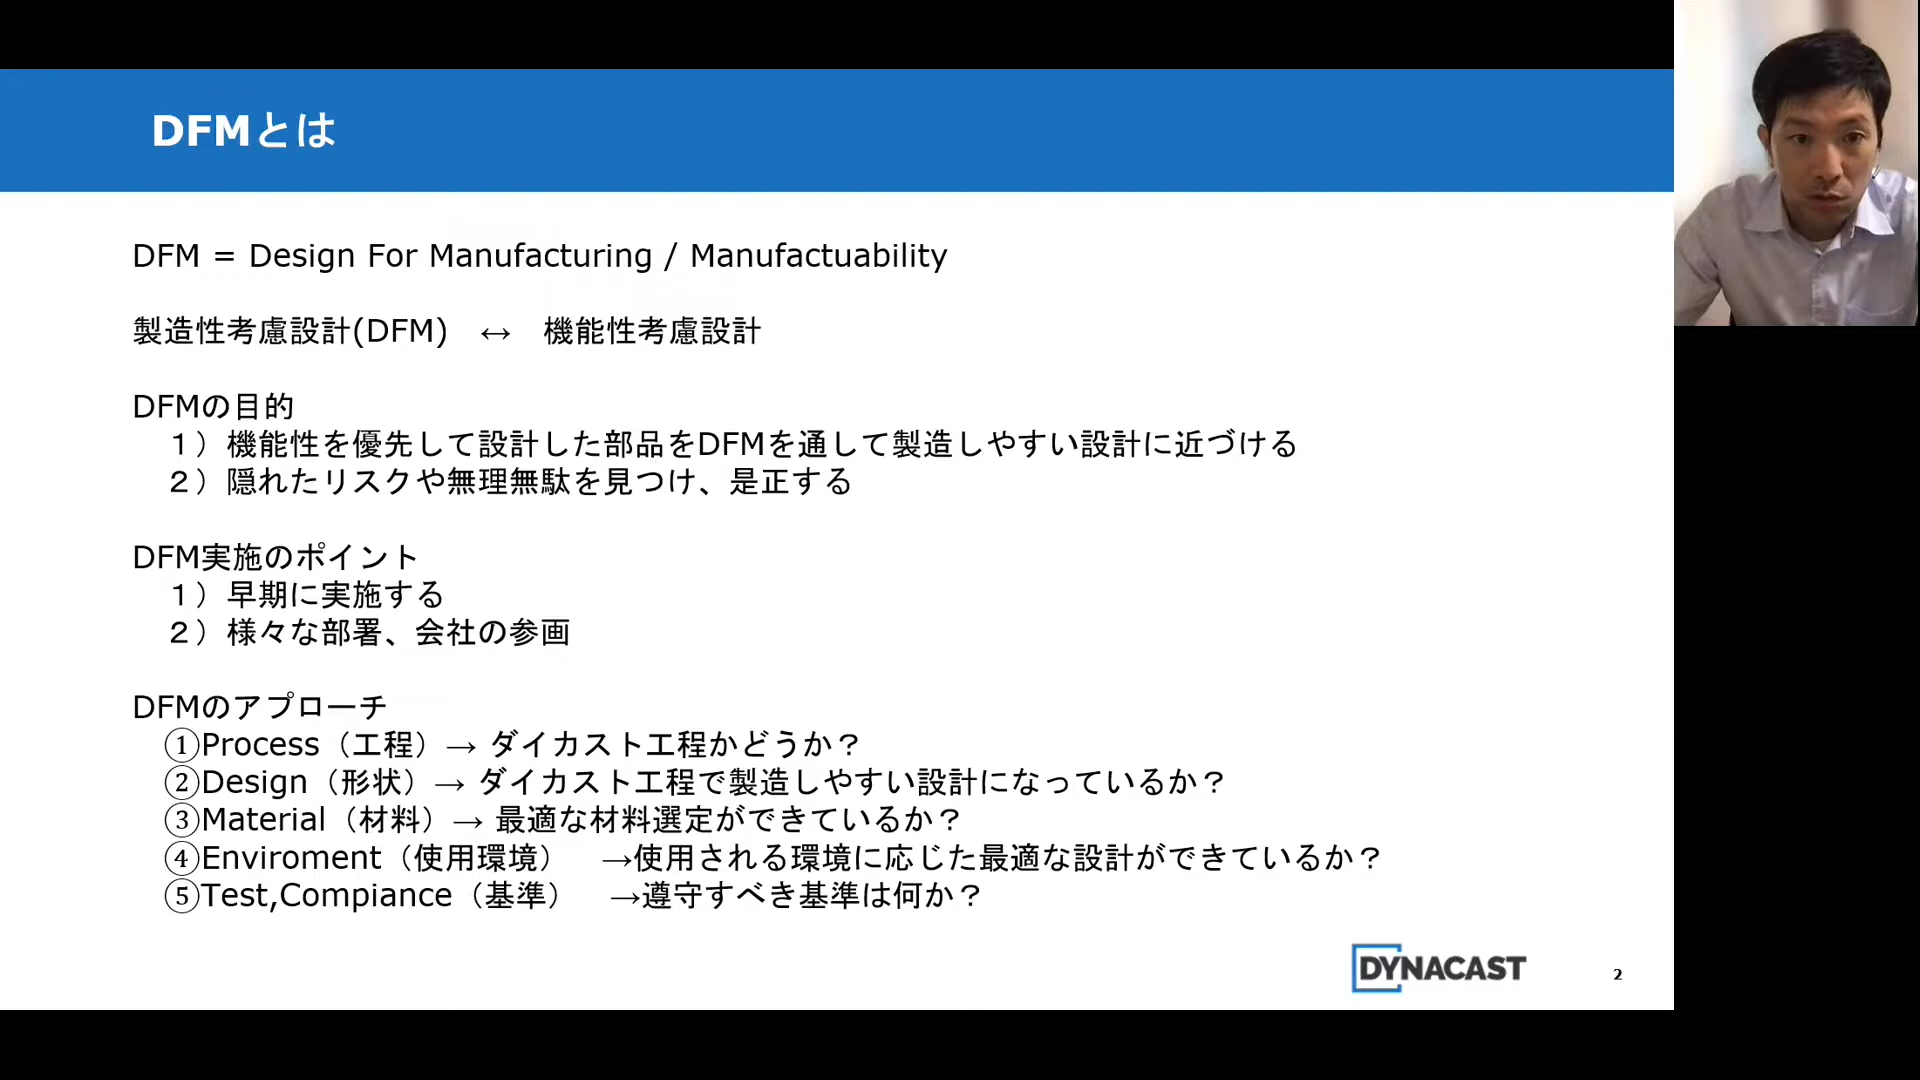 DFMとは
DFM = Design For Manufacturing / Manufactuability
製造性考慮設計(DFM)　↔　機能性考慮設計
DFMの目的
１）機能性を優先して設計した部品をDFMを通して製造しやすい設計に近づける
２）隠れたリスクや無理無駄を見つけ、是正する
DFM実施のポイント
１）早期に実施する
２）様々な部署、会社の参画
DFMのアプローチ
①Process（工程）→ ダイカスト工程かどうか？
②Design（形状）→ ダイカスト工程で製造しやすい設計になっているか？
③Material（材料）→ 最適な材料選定ができているか？
④Enviroment（使用環境）　→使用される環境に応じた最適な設計ができているか？
⑤Test,Compiance（基準）　→遵守すべき基準は何か？
DYNACAST
2